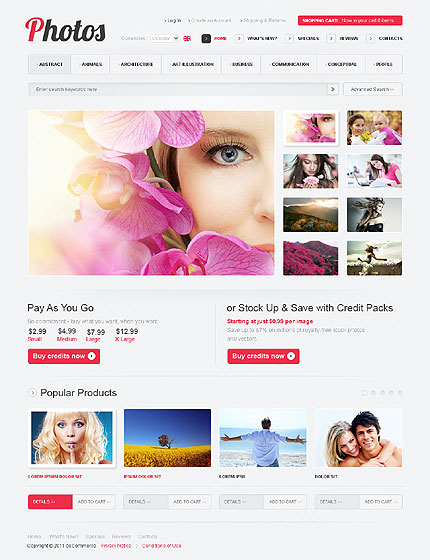 Photos
Log In Create an Account Shipping & Returns SHOPPING CART: Now in your cart 0 items
Currencies: HOME WHAT'S NEW? SPECIALS REVIEWS CONTACTS
ABSTRACT ANIMALS ARCHITECTURE ART ILLUSTRATION BUSINESS COMMUNICATION CONCEPTUAL PEOPLE
Enter search keywords here Advanced Search
Pay As You Go
No commitment - buy what you want, when you want
$2.99 $4.99 $7.99 $12.99
Small Medium Large X Large
Buy credits now
or Stock Up & Save with Credit Packs
Starting at just $0.99 per image
Save up to 67% on millions of royalty-free stock photos
and vectors
Buy credits now
Popular Products
LOREM IPSUM DOLOR SIT IPSUM DOLOR SIT LOREM IPSUM DOLOR SIT
DETAILS ADD TO CART DETAILS ADD TO CART DETAILS ADD TO CART DETAILS ADD TO CART
Home What's New? Specials Reviews Contacts
Copyright © 2011 osCommerce Privacy Notice | Conditions of Use